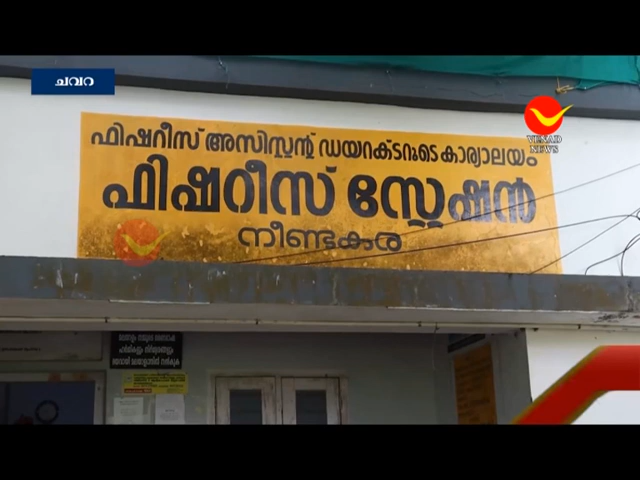 ചവറ
VENAD
NEWS
ഫിഷറീസ് അസിസ്റ്റന്റ് ഡയറക്ടറുടെ കാര്യാലയം
ഫിഷറീസ് സ്റ്റേഷൻ
നീണ്ടകര